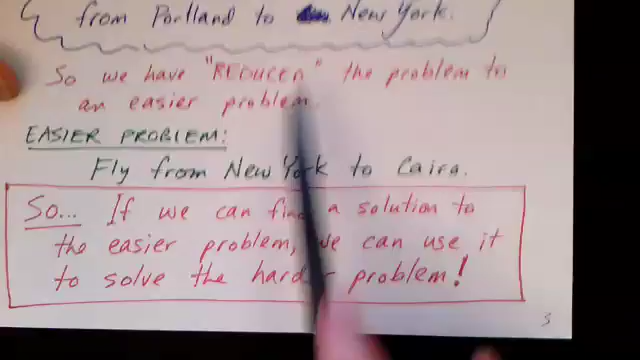 from Portland to New York.
So we have "REDUCED" the problem to
an easier problem.
EASIER PROBLEM:
Fly from New York to Cairo.
So... If we can find a solution to
the easier problem, we can use it
to solve the harder problem!
3